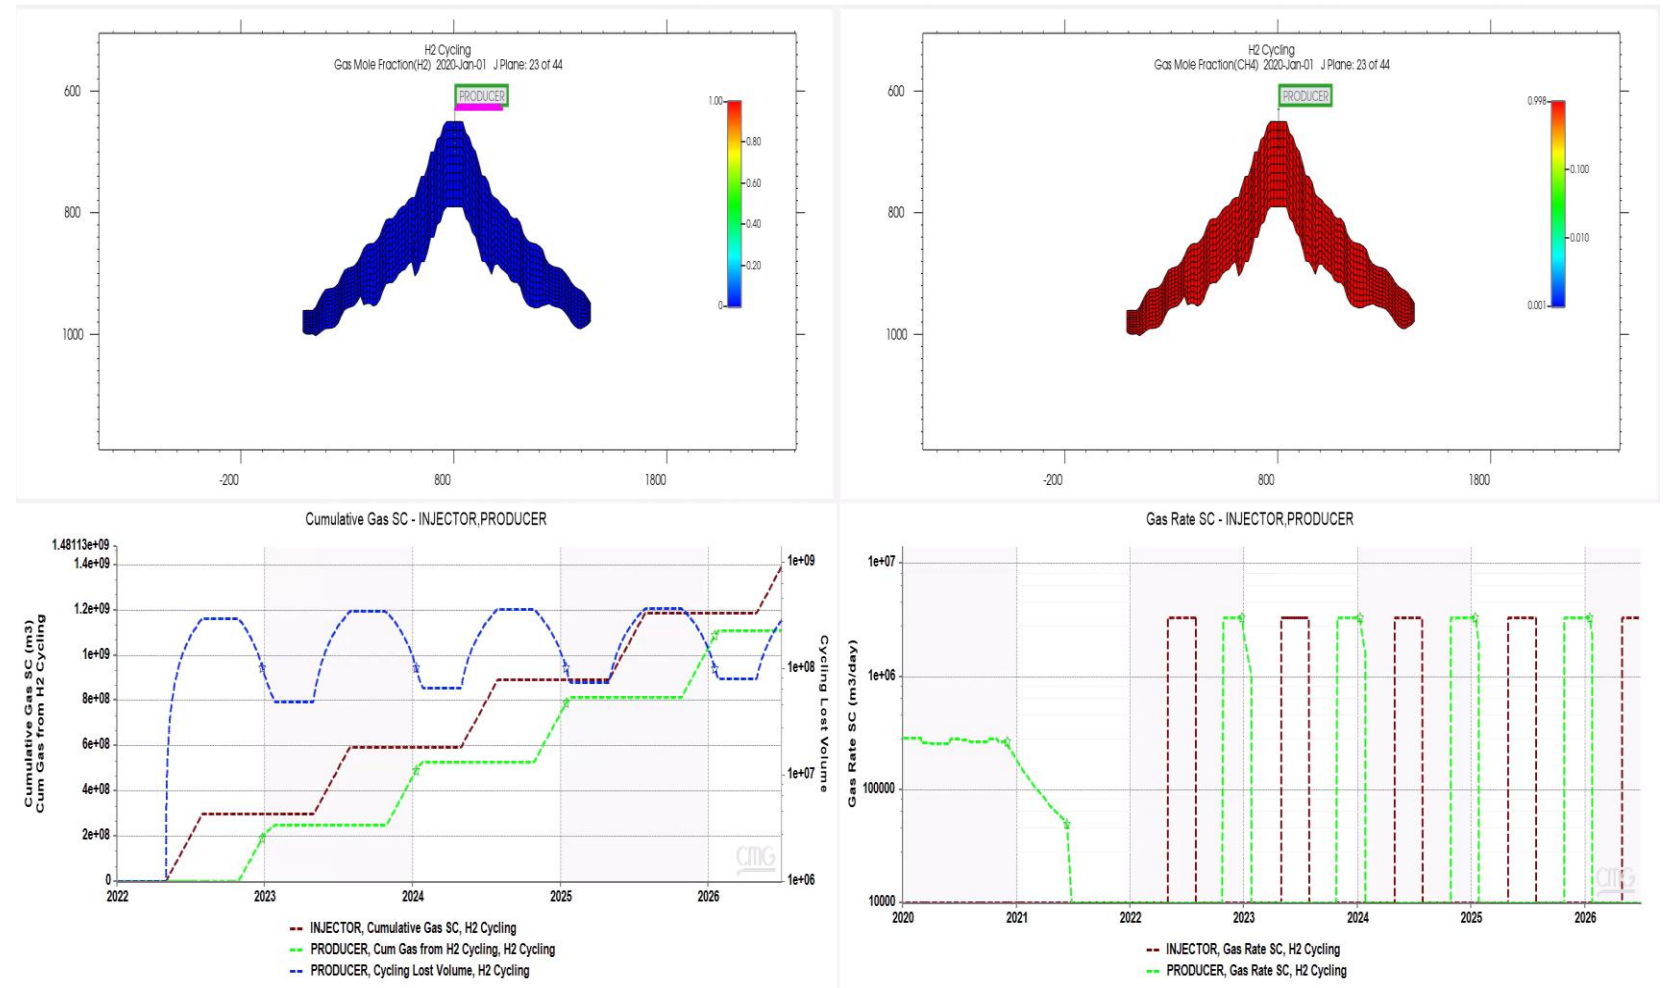 H2 Cycling
Gas Mole Fraction(H2) 2020-Jan-01 J Plane: 23 of 44
PRODUCER
600
800
1000
-200
800
1800
1.00
0.80
0.60
0.40
0.20
0
H2 Cycling
Gas Mole Fraction(CH4) 2020-Jan-01 J Plane: 23 of 44
PRODUCER
600
800
1000
-200
800
1800
0.998
0.100
0.010
0.001
Cumulative Gas SC - INJECTOR,PRODUCER
Cumulative Gas SC (m3)
Cum Gas from H2 Cycling
1.48113e+09
1.4e+09
1.2e+09
1e+09
8e+08
6e+08
4e+08
2e+08
0
2022
2023
2024
2025
2026
1e+09
1e+08
1e+07
1e+06
Cycling Lost Volume
CMG
INJECTOR, Cumulative Gas SC, H2 Cycling
PRODUCER, Cum Gas from H2 Cycling, H2 Cycling
PRODUCER, Cycling Lost Volume, H2 Cycling
Gas Rate SC - INJECTOR,PRODUCER
Gas Rate SC (m3/day)
1e+07
1e+06
100000
10000
2020
2021
2022
2023
2024
2025
2026
CMG
INJECTOR, Gas Rate SC, H2 Cycling
PRODUCER, Gas Rate SC, H2 Cycling